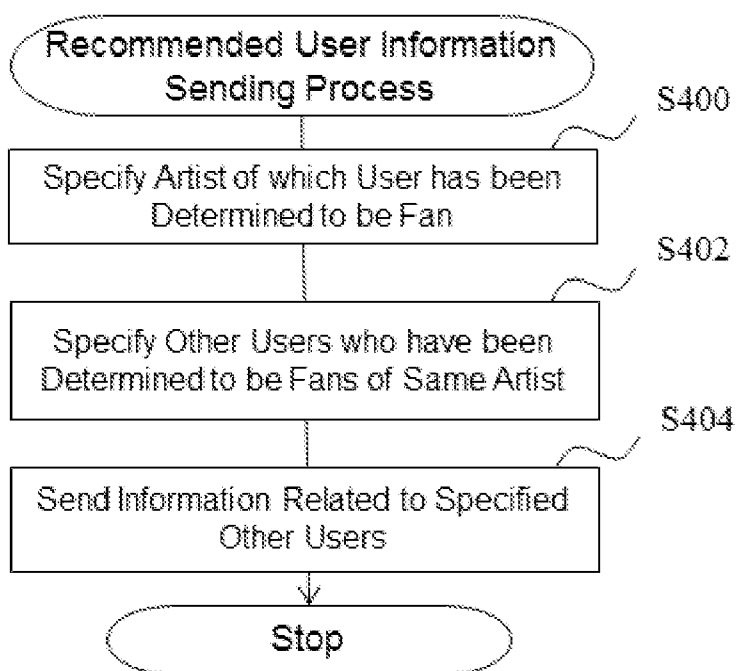 Recommended User Information
Sending Process
S400
Specify Artist of which User has been
Determined to be Fan
S402
Specify Other Users who have been
Determined to be Fans of Same Artist
S404
Send Information Related to Specified
Other Users
Stop